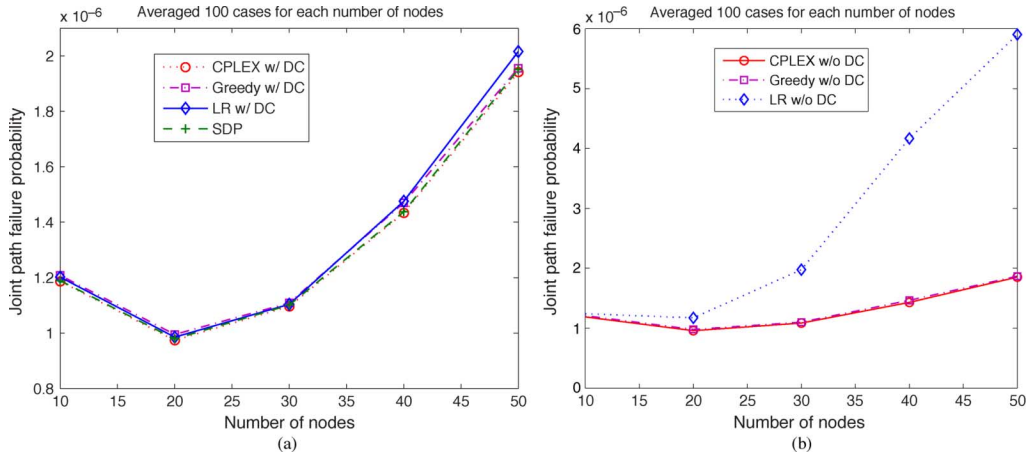 × 10⁻⁶
Averaged 100 cases for each number of nodes
2
1.8
1.6
1.4
1.2
1
0.8
Joint path failure probability
CPLEX w/ DC
Greedy w/ DC
LR w/ DC
SDP
10 15 20 25 30 35 40 45 50
Number of nodes
(a)
× 10⁻⁶
Averaged 100 cases for each number of nodes
6
5
4
3
2
1
0
Joint path failure probability
CPLEX w/o DC
Greedy w/o DC
LR w/o DC
10 15 20 25 30 35 40 45 50
Number of nodes
(b)